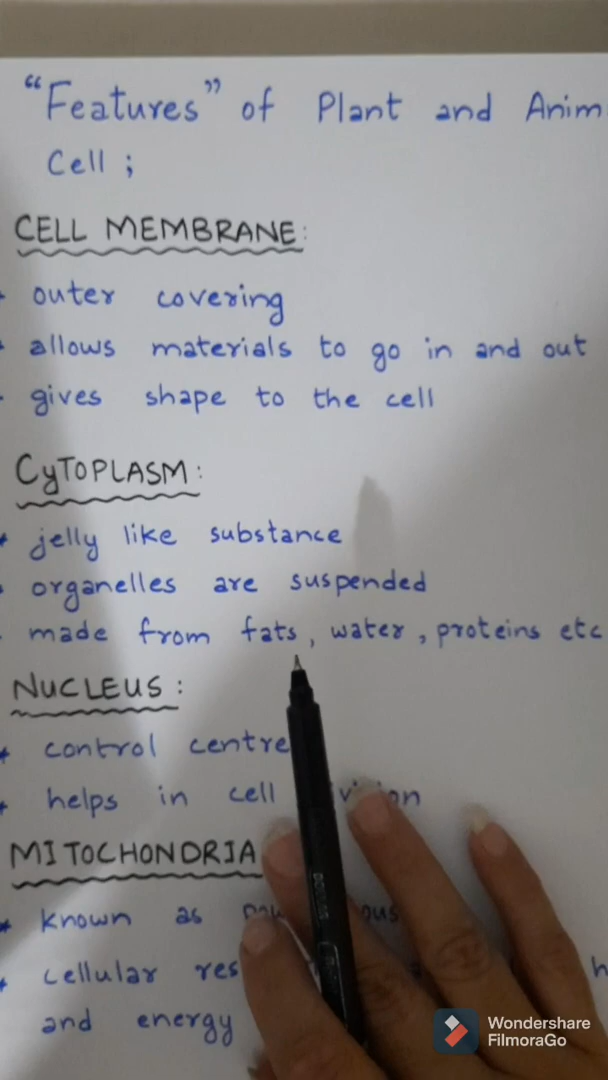 "Features" of Plant and Anim
Cell ;
CELL MEMBRANE:
outer covering
allows materials to go in and out
gives shape to the cell
CyTOPLASM:
* jelly like substance
organelles are suspended
made from fats, water, proteins etc
NUCLEUS:
* control centre
* helps in cell
MITOCHONDRIA
* known as
* cellular res
and energy
Wondershare
FilmoraGo